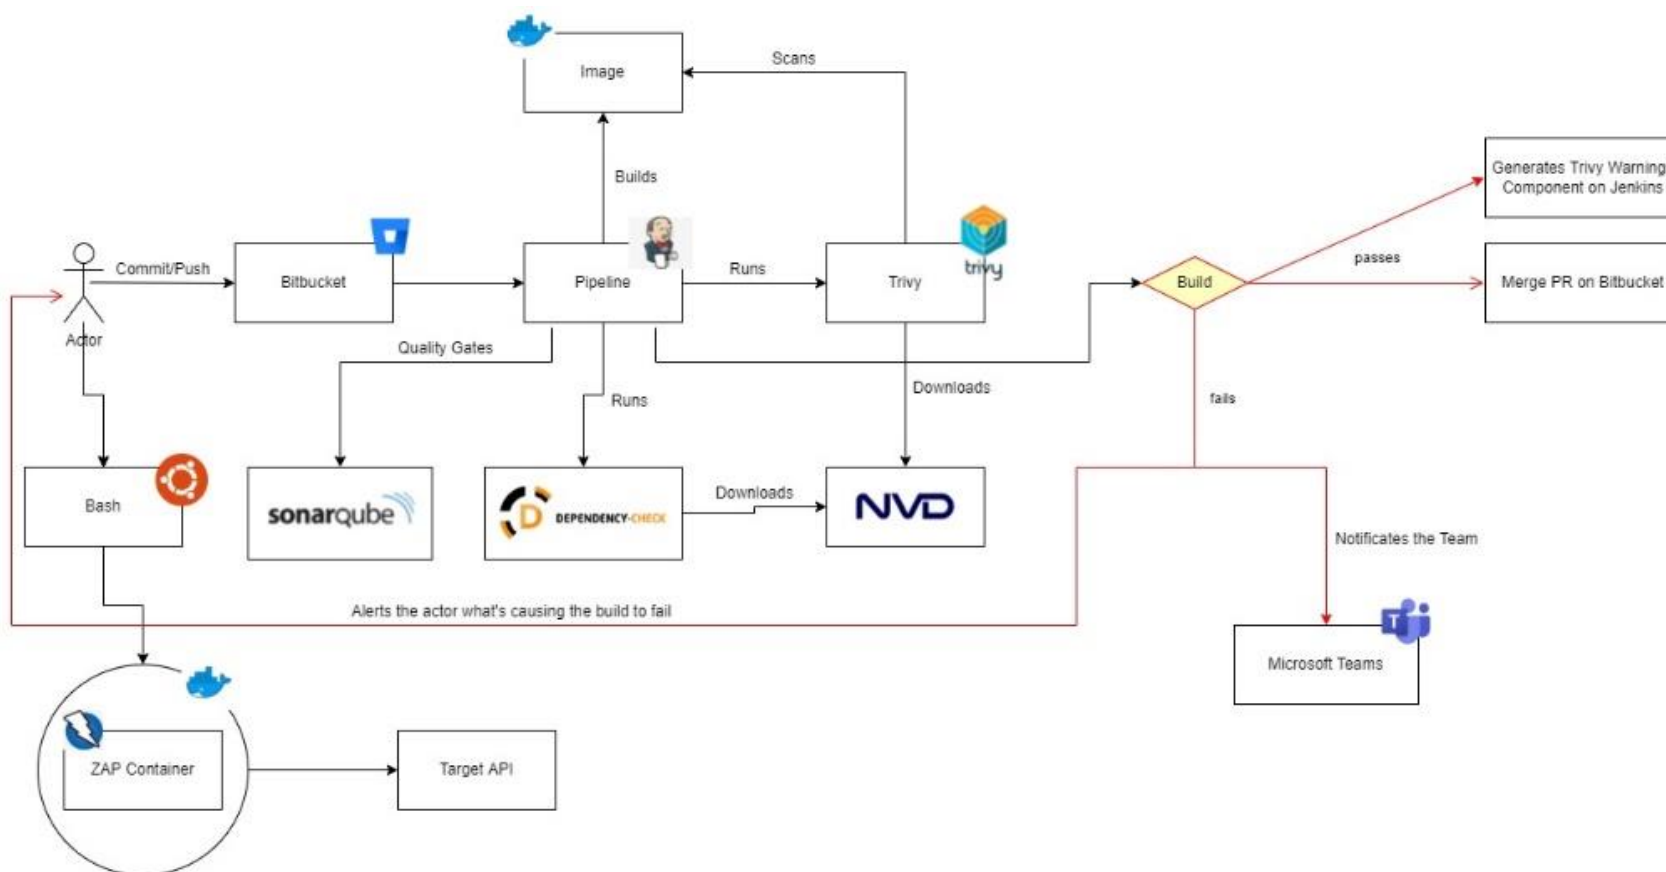 Image
Scans
Builds
Generates Trivy Warning
Component on Jenkins
Commit/Push
Bitbucket
Pipeline
Runs
Trivy
trivy
Build
passes
Merge PR on Bitbucket
Actor
Quality Gates
Runs
Downloads
fails
Bash
sonarqube
D
DEPENDENCY-CHECK
Downloads
NVD
Notificates the Team
Alerts the actor what's causing the build to fail
T
Microsoft Teams
ZAP Container
Target API